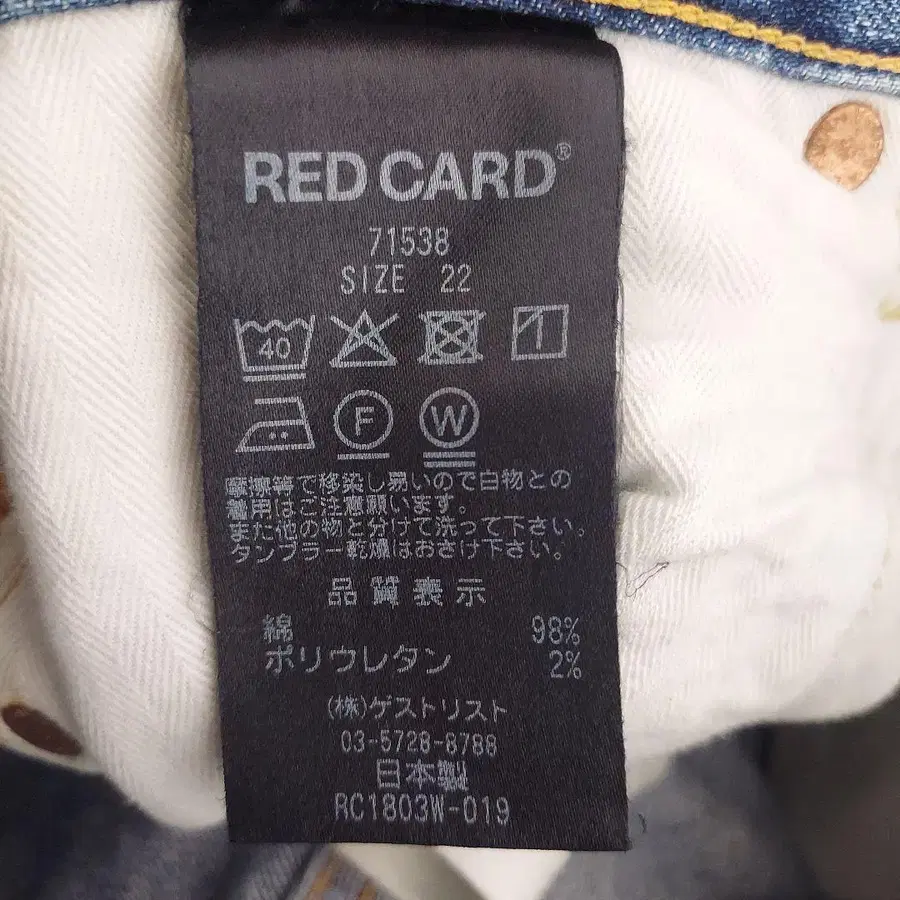 RED CARD®
71538
SIZE 22
40
F W
摩擦等で移染し易いので白物との
着用はご注意願います。
また他の物と分けて洗って下さい。
タンブラー乾燥はおさけ下さい。
品質表示
綿 98%
ポリウレタン 2%
(株)ゲストリスト
03-5728-8788
日本製
RC1803W-019